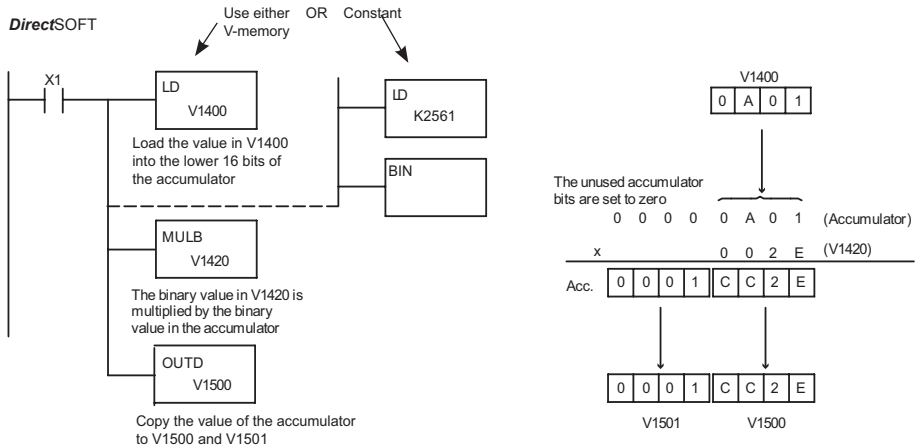 DirectSOFT
Use either OR Constant
V-memory
X1
LD
V1400
Load the value in V1400
into the lower 16 bits of
the accumulator
LD
K2561
BIN
MULB
V1420
The binary value in V1420 is
multiplied by the binary
value in the accumulator
OUTD
V1500
Copy the value of the accumulator
to V1500 and V1501
V1400
0 A 0 1
The unused accumulator
bits are set to zero
0 0 0 0 0 A 0 1 (Accumulator)
x 0 0 2 E (V1420)
Acc. 0 0 0 1 C C 2 E
0 0 0 1 C C 2 E
V1501 V1500